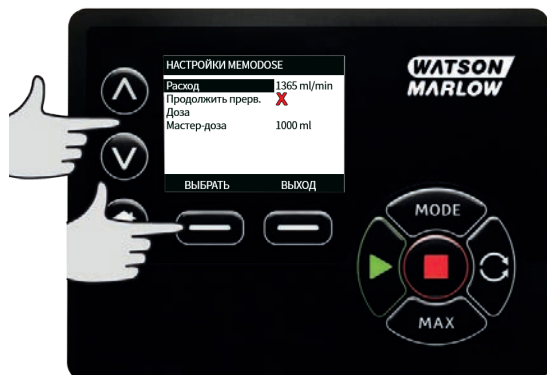 НАСТРОЙКИ MEMODOSE
WATSON
MARLOW
Расход 1365 ml/min
Продолжить прерв. X
Доза
Мастер-доза 1000 ml
ВЫБРАТЬ ВЫХОД
MODE
MAX